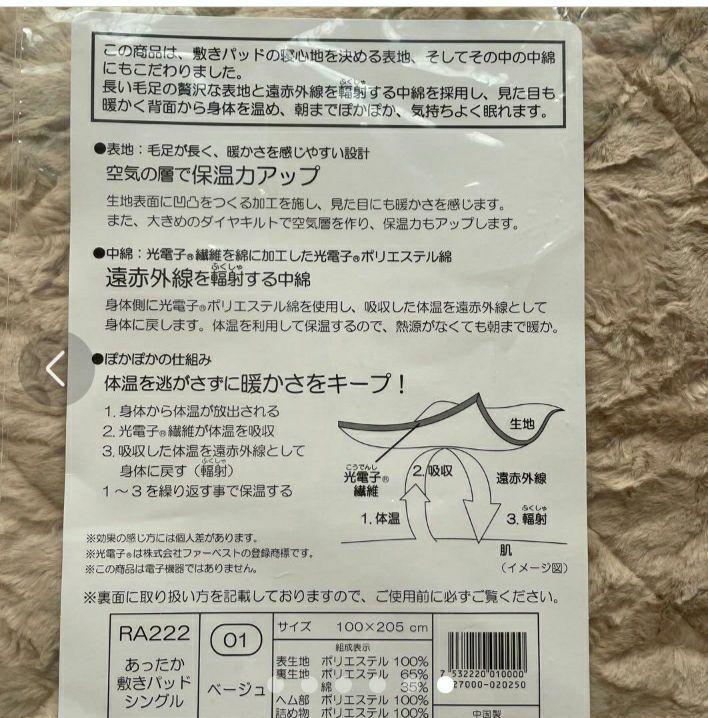 この商品は、敷きパッドの寝心地を決める表地、そしてその中の中綿
にもこだわりました。
長い毛足の贅沢な表地と遠赤外線を輻射する中綿を採用し、見た目も
ふくしゃ
暖かく背面から身体を温め、朝までぽかぽか、気持ちよく眠れます。
●表地：毛足が長く、暖かさを感じやすい設計
空気の層で保温力アップ
生地表面に凹凸をつくる加工を施し、見た目にも暖かさを感じます。
また、大きめのダイヤキルトで空気層を作り、保温力もアップします。
●中綿：光電子®繊維を綿に加工した光電子®ポリエステル綿
ふくしゃ
遠赤外線を輻射する中綿
身体側に光電子®ポリエステル綿を使用し、吸収した体温を遠赤外線として
身体に戻します。体温を利用して保温するので、熱源がなくても朝まで暖か。
●ぽかぽかの仕組み
体温を逃がさずに暖かさをキープ！
1. 身体から体温が放出される
2. 光電子®繊維が体温を吸収
3. 吸収した体温を遠赤外線として
ふくしゃ
身体に戻す（輻射）
1～3を繰り返す事で保温する
生地
こうでんし
光電子®
繊維
2. 吸収
遠赤外線
1. 体温
ふくしゃ
3. 輻射
肌
（イメージ図）
※効果の感じ方には個人差があります。
※光電子®は株式会社ファーベストの登録商標です。
※この商品は電子機器ではありません。
※裏面に取り扱い方を記載しておりますので、ご使用前に必ずご覧ください。
RA222
あったか
敷きパッド
シングル
01
ベージュ
サイズ 100×205 cm
組成表示
表生地 ポリエステル 100%
裏生地 ポリエステル 65%
綿 35%
ヘム部 ポリエステル 100%
詰め物 ポリエステル 100%
7 532220 010000
27000-020250
中国製